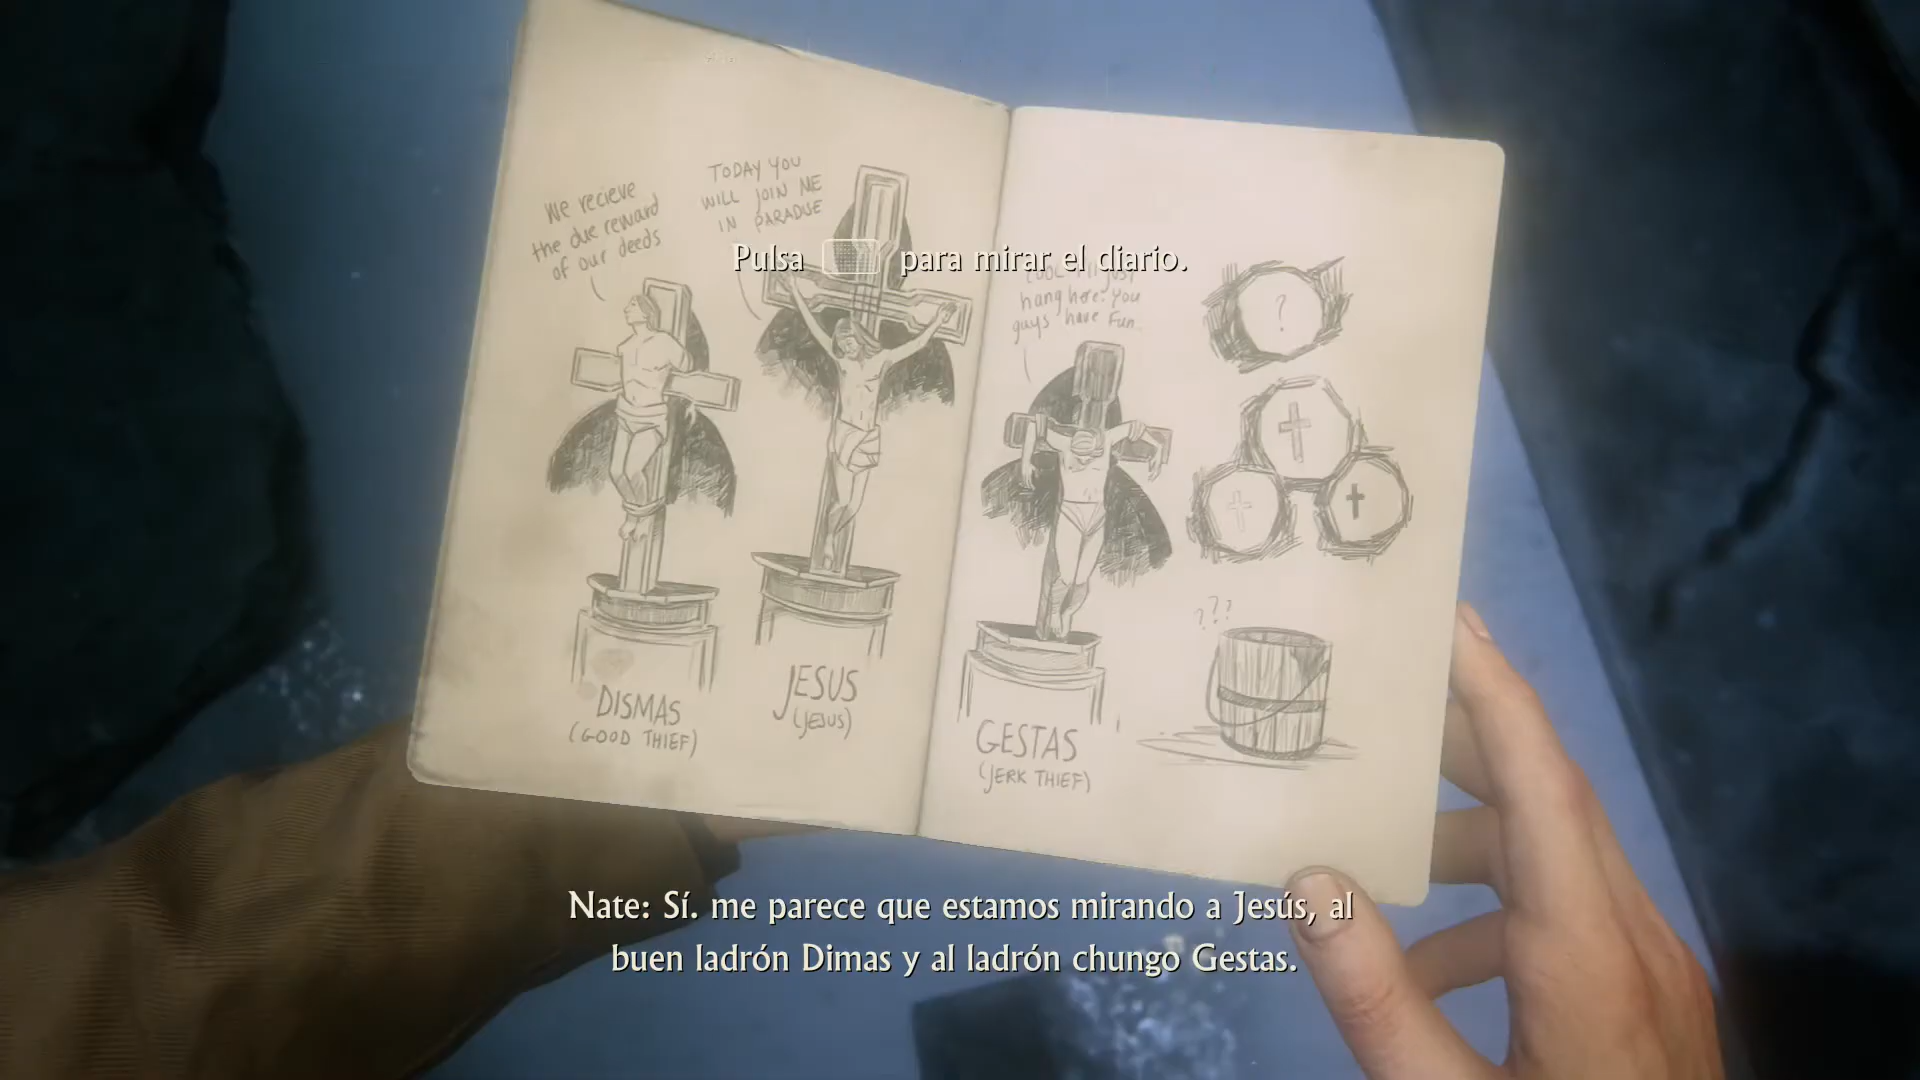 We recieve
the due reward
of our deeds
TODAY YOU
WILL JOIN ME
IN PARADISE
Pulsa para mirar el diario.
hang here. You
guys have fun..
?
???
DISMAS
(GOOD THIEF)
JESUS
(JESUS)
GESTAS
(JERK THIEF)
Nate: Sí. me parece que estamos mirando a Jesús, al
buen ladrón Dimas y al ladrón chungo Gestas.